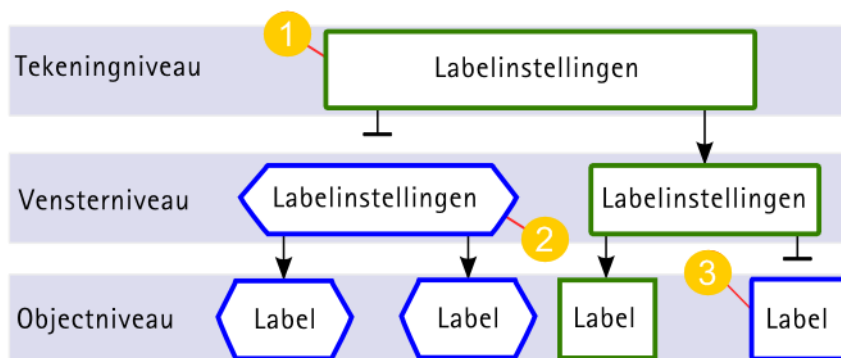 1
Tekeningniveau
Labelinstellingen
Vensterniveau
Labelinstellingen
Labelinstellingen
2
3
Objectniveau
Label
Label
Label
Label